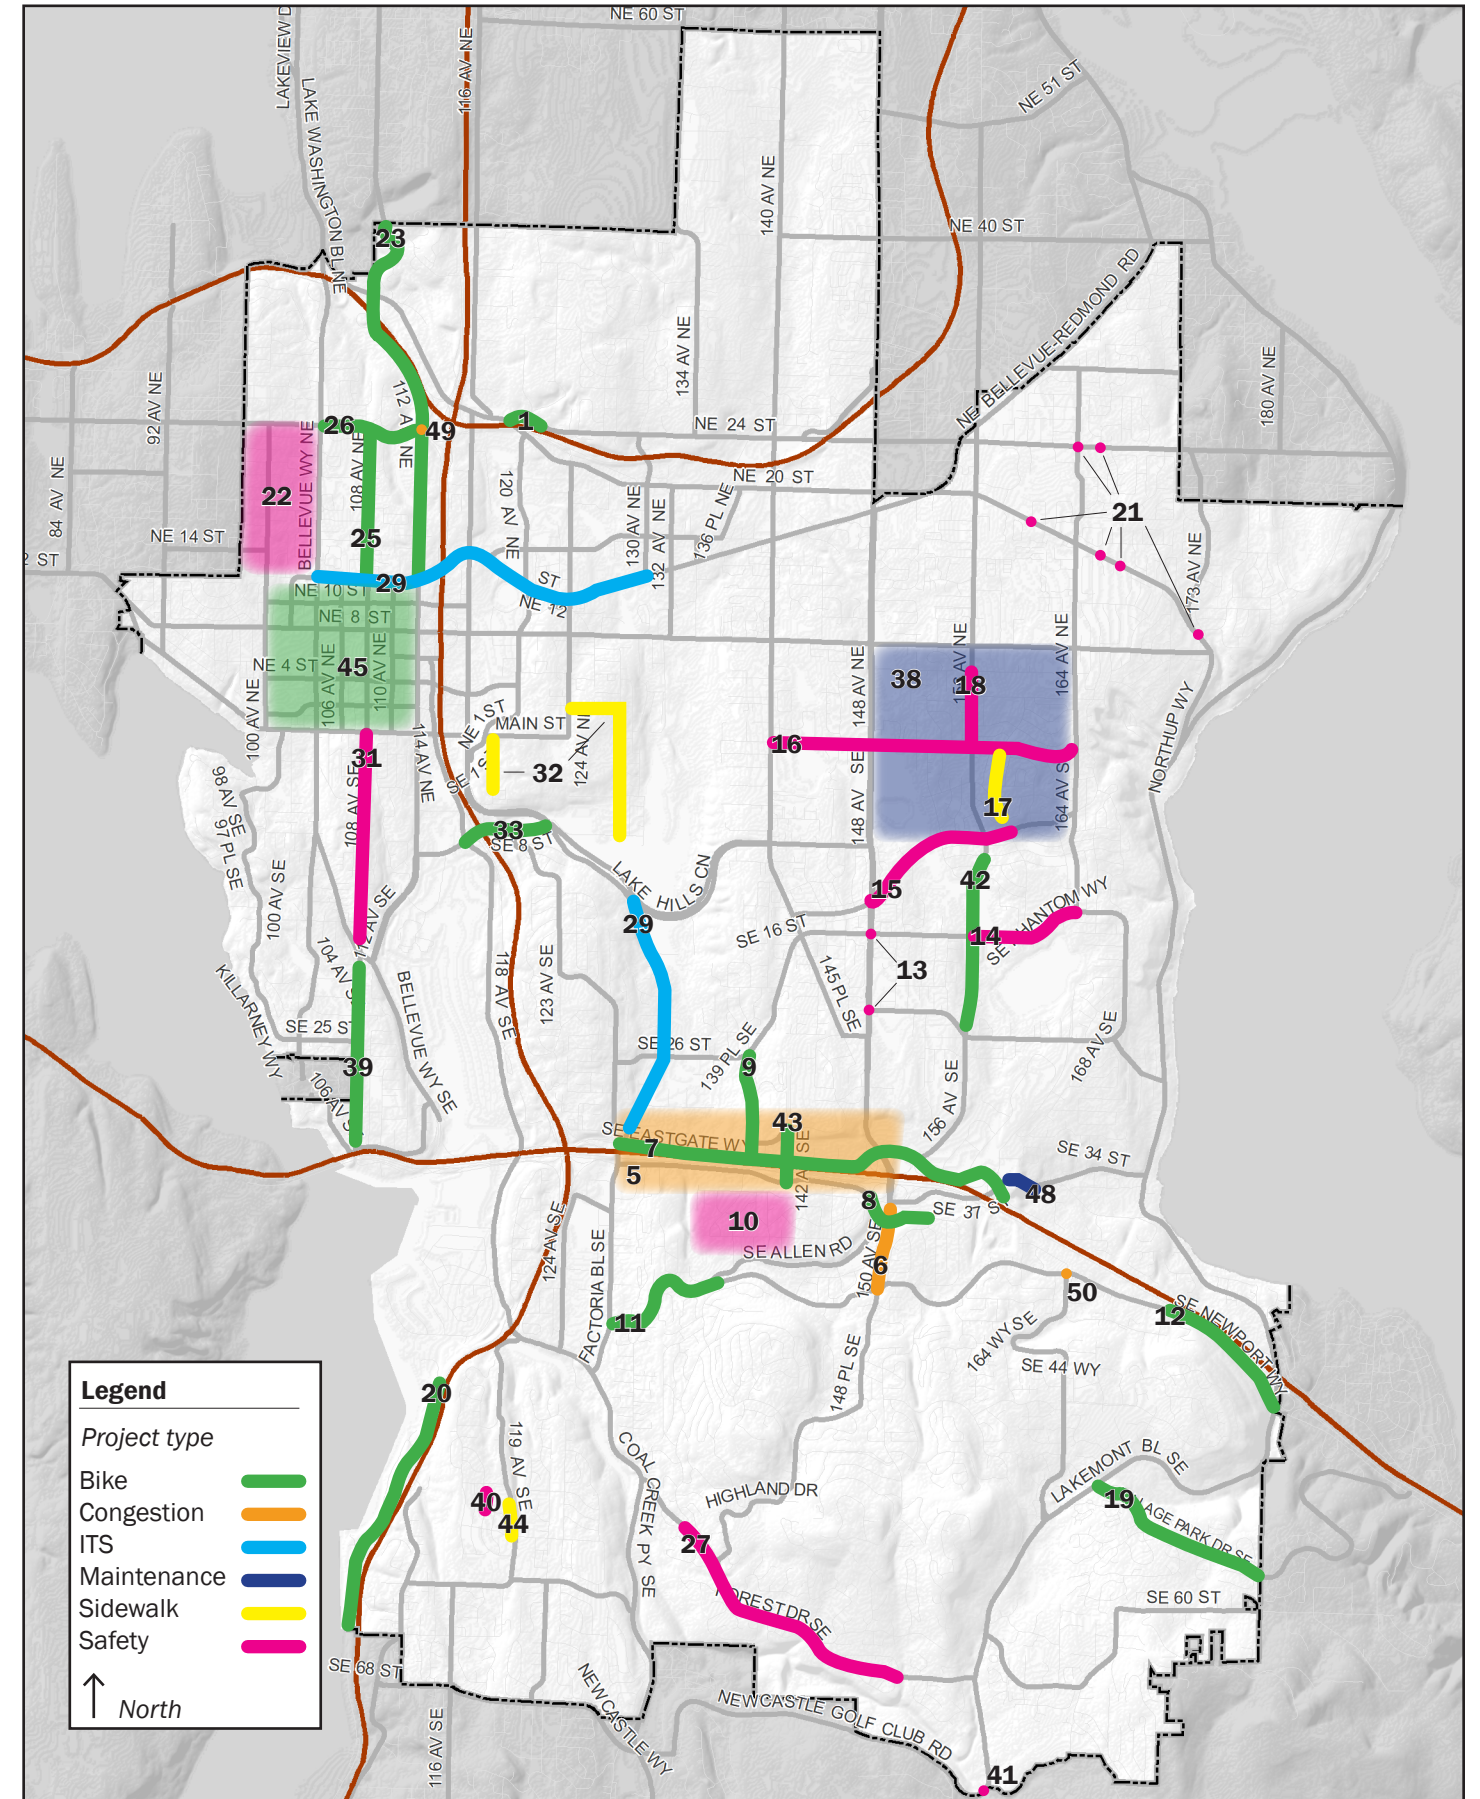 NE 60 ST
LAKEVIEW D
LAKE WASHINGTON BL NE
116 AV NE
NE 51 ST
140 AV NE
NE 40 ST
23
NE BELLEVUE-REDMOND RD
134 AV NE
180 AV NE
92 AV NE
112 A
NE
26
49
1
NE 24 ST
NE 20 ST
BELLEVUE WY NE
108 AV NE
84 AV NE
22
120 AV NE
130 AV NE
132 AV NE
136 PL NE
21
NE 14 ST
25
2 ST
29
ST
NE 12
173 AV NE
NE 10 ST
NE 8 ST
NE 4 ST
45
106 AV NE
110 AV NE
100 AV NE
148 AV NE
38
18
164 AV NE
NE 1 ST
MAIN ST
124 AV NE
31
16
32
114 AV NE
SE 1 S
148 AV SE
164 AV S
17
NORTHUP WY
98 AV SE
97 PL SE
108 AV SE
33
SE 8 ST
LAKE HILLS CN
15
42
100 AV SE
112 AV SE
29
SE 16 ST
SE PHANTOM WY
14
13
104 AV S
KILLARNEY WY
BELLEVUE WY SE
118 AV SE
123 AV SE
145 PL SE
SE 25 ST
SE 26 ST
139 PL SE
9
39
106 AV S
156 AV SE
168 AV SE
43
SE EASTGATE WY
7
5
142 A SE
SE 34 ST
48
8
SE 37 S
10
SE ALLEN RD
150 AV SE
6
124 AV SE
FACTORIA BL SE
50
11
12
SE NEWPORT WY
164 WY SE
SE 44 WY
148 PL SE
Legend
Project type
Bike
Congestion
ITS
Maintenance
Sidewalk
Safety
North
20
119 AV SE
40
44
COAL CREEK PY SE
HIGHLAND DR
LAKEMONT BL SE
19
LAGE PARK DR SE
27
FOREST DR SE
SE 60 ST
SE 68 ST
116 AV SE
NEWCASTLE WY
NEWCASTLE GOLF CLUB RD
41